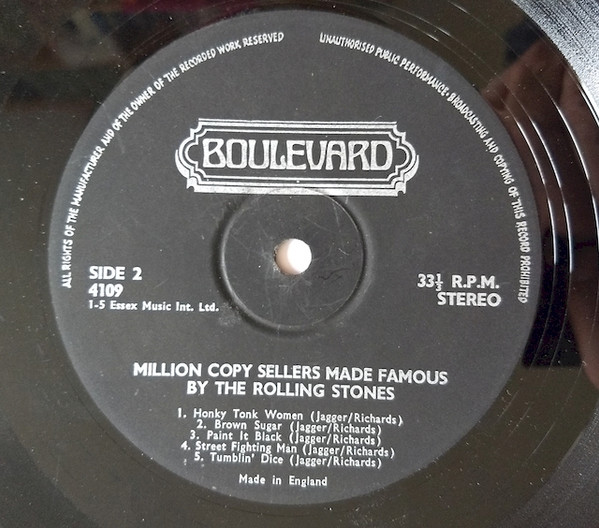 ALL RIGHTS OF THE MANUFACTURER AND OF THE OWNER OF THE RECORDED WORK RESERVED
UNAUTHORISED PUBLIC PERFORMANCE • BROADCASTING AND COPYING OF THIS RECORD PROHIBITED
BOULEVARD
SIDE 2
4109
1-5 Essex Music Int. Ltd.
33⅓ R.P.M.
STEREO
MILLION COPY SELLERS MADE FAMOUS
BY THE ROLLING STONES
1. Honky Tonk Women (Jagger/Richards)
2. Brown Sugar (Jagger/Richards)
3. Paint It Black (Jagger/Richards)
4. Street Fighting Man (Jagger/Richards)
5. Tumblin' Dice (Jagger/Richards)
Made in England